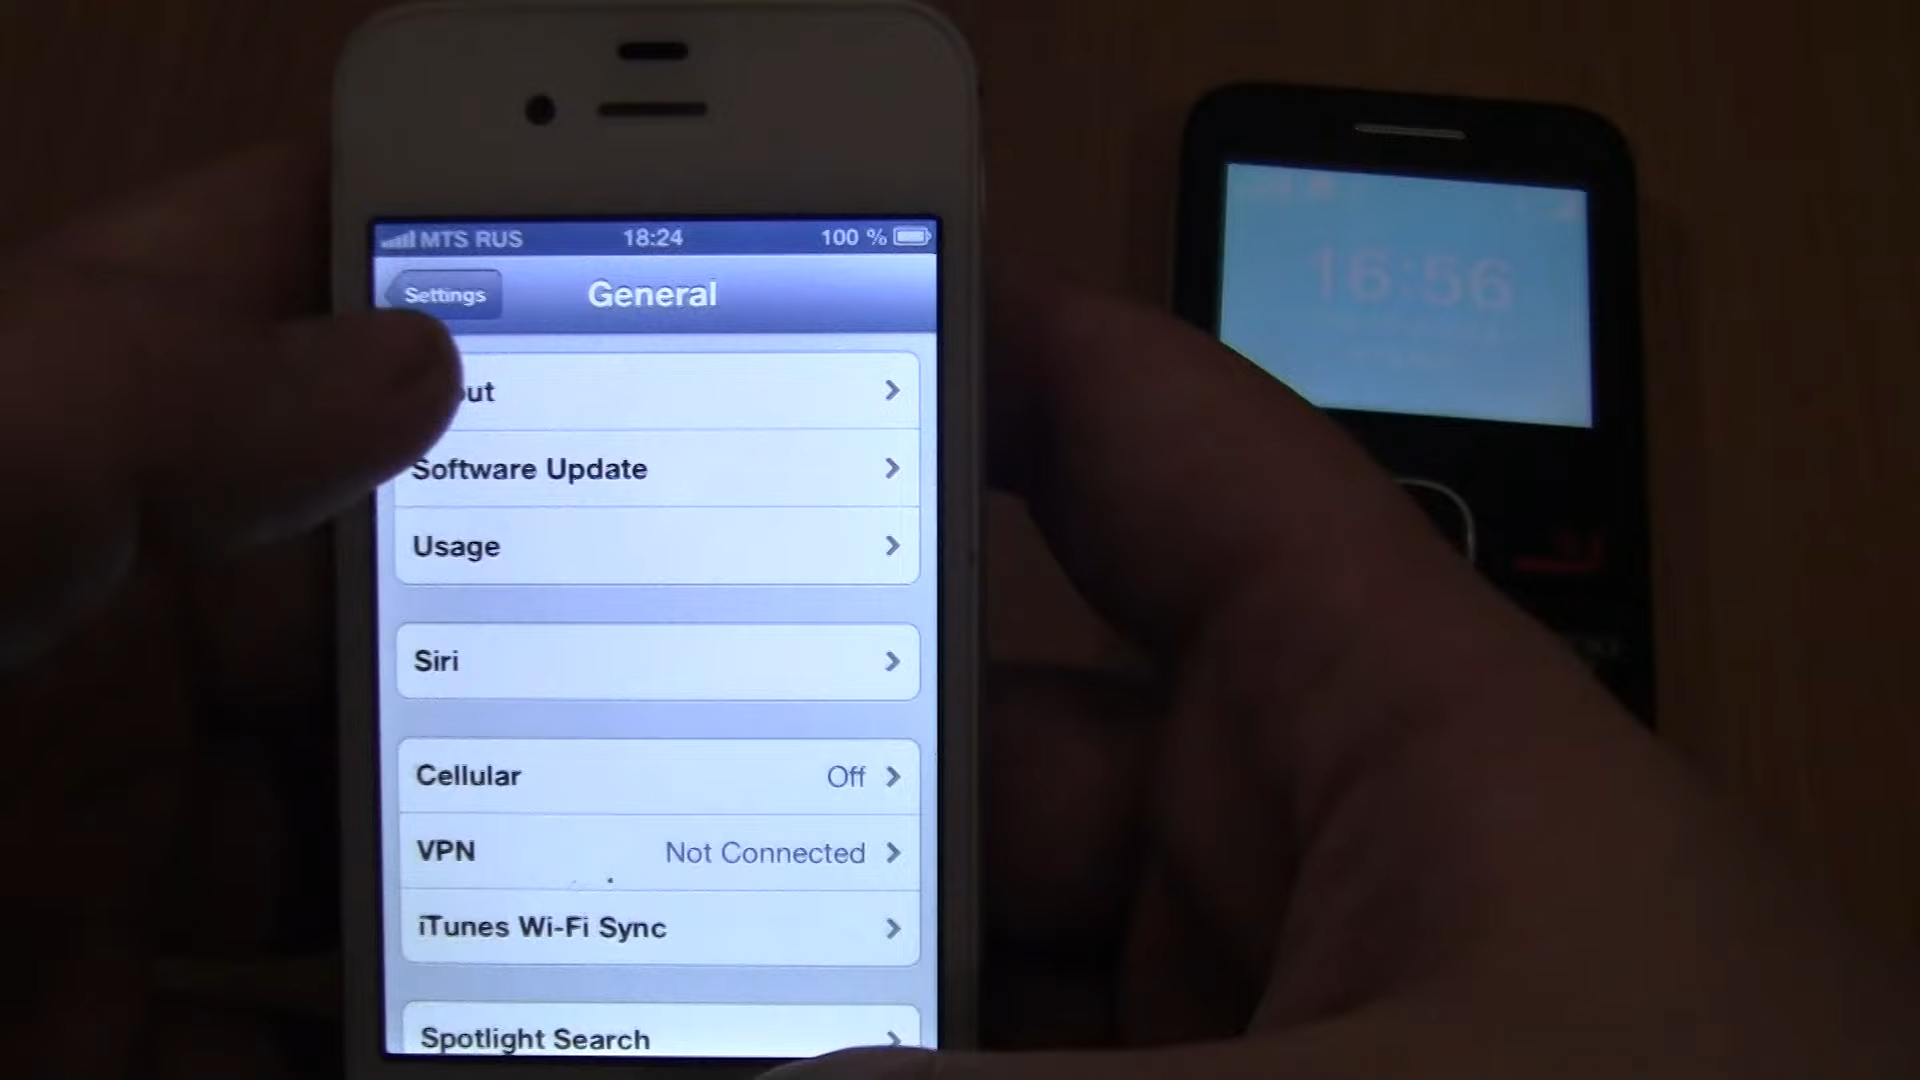 MTS RUS 18:24 100 %
Settings General
out
Software Update
Usage
Siri
Cellular Off
VPN Not Connected
iTunes Wi-Fi Sync
Spotlight Search
16:56